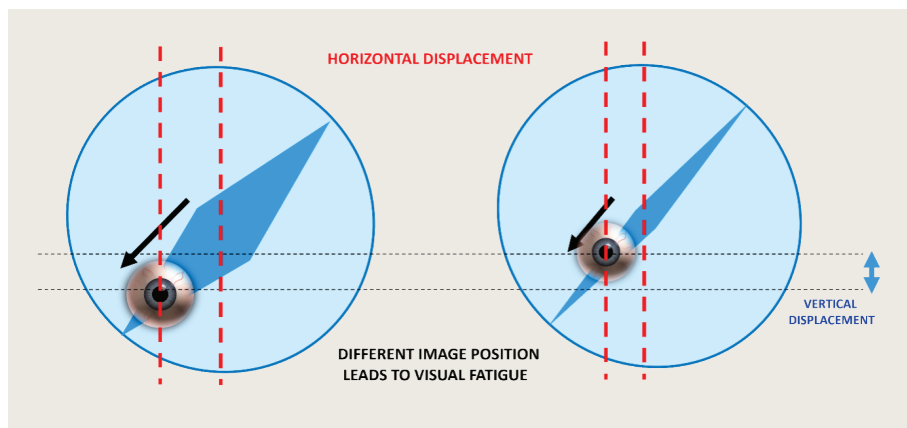 HORIZONTAL DISPLACEMENT
VERTICAL
DISPLACEMENT
DIFFERENT IMAGE POSITION
LEADS TO VISUAL FATIGUE